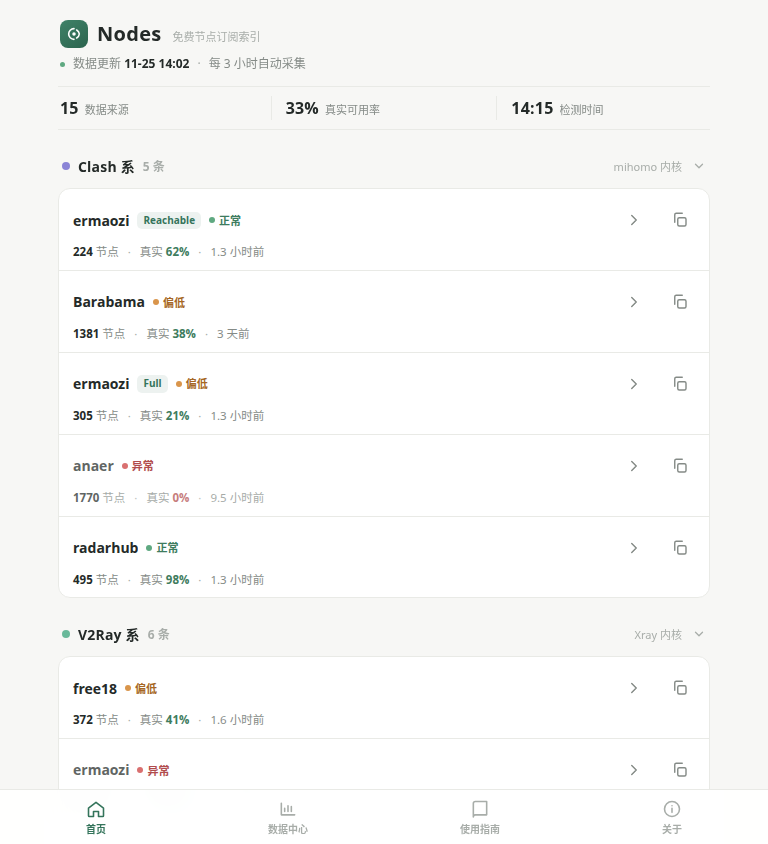 Nodes 免费节点订阅索引
数据更新 11-25 14:02 · 每 3 小时自动采集
15 数据来源 33% 真实可用率 14:15 检测时间
Clash 系 5 条 mihomo 内核
ermaozi Reachable 正常
224 节点 · 真实 62% · 1.3 小时前
Barabama 偏低
1381 节点 · 真实 38% · 3 天前
ermaozi Full 偏低
305 节点 · 真实 21% · 1.3 小时前
anaer 异常
1770 节点 · 真实 0% · 9.5 小时前
radarhub 正常
495 节点 · 真实 98% · 1.3 小时前
V2Ray 系 6 条 Xray 内核
free18 偏低
372 节点 · 真实 41% · 1.6 小时前
ermaozi 异常
首页 数据中心 使用指南 关于